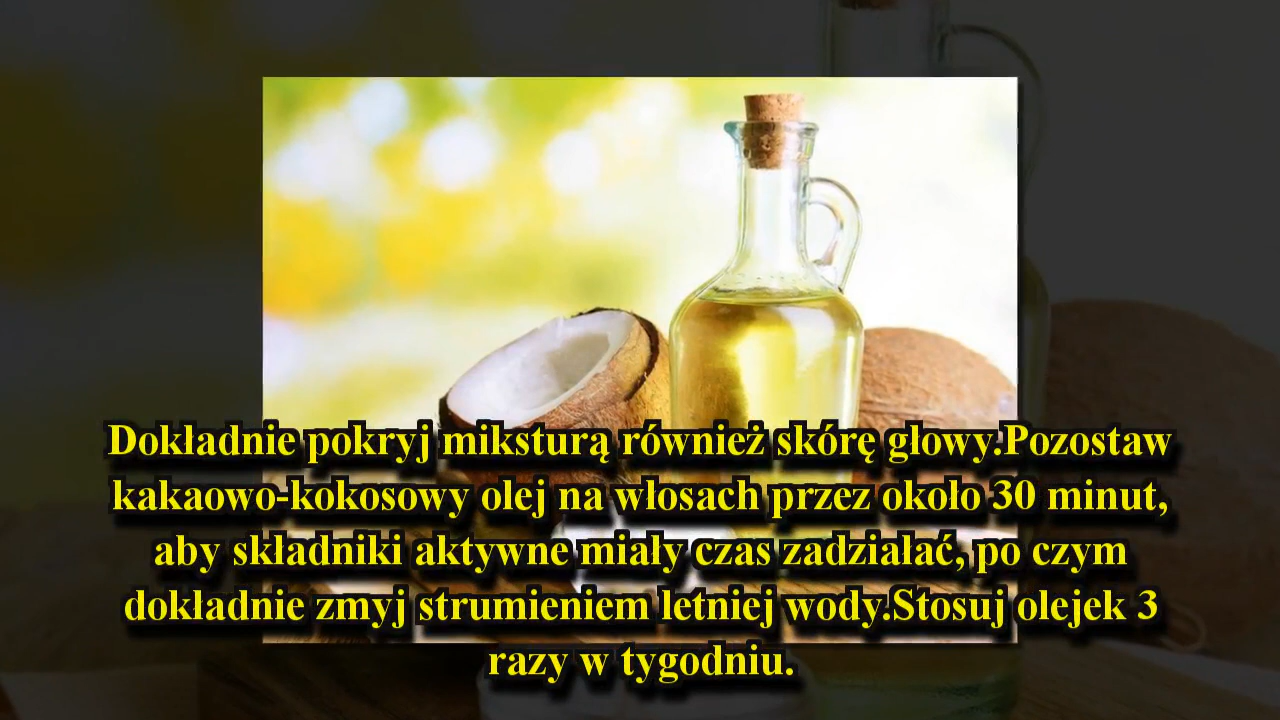 Dokładnie pokryj miksturą również skórę głowy.Pozostaw
kakaowo-kokosowy olej na włosach przez około 30 minut,
aby składniki aktywne miały czas zadziałać, po czym
dokładnie zmyj strumieniem letniej wody.Stosuj olejek 3
razy w tygodniu.